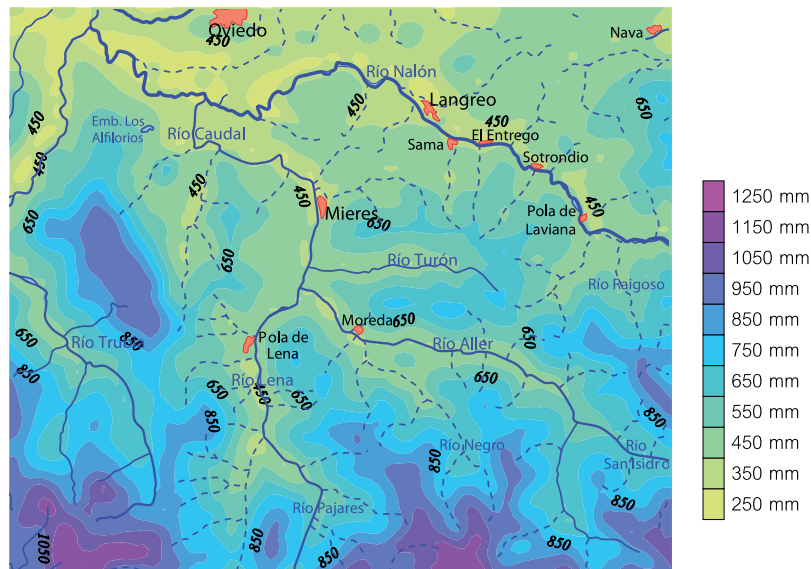 Oviedo
450
Nava
Río Nalón
650
Langreo
450
450
450
Emb. Los
Alfilorios
Río Caudal
El Entrego
Sama
Sotrondio
450
450
450
450
Mieres
650
Pola de
Laviana
650
650
Río Turón
Río Raigoso
Moreda
650
650
Río Trubia
850
650
Pola de
Lena
Río Aller
850
650
Río Lena
450
650
650
850
Río Negro
850
Río
San Isidro
850
Río Pajares
1050
850
850
1250 mm
1150 mm
1050 mm
950 mm
850 mm
750 mm
650 mm
550 mm
450 mm
350 mm
250 mm